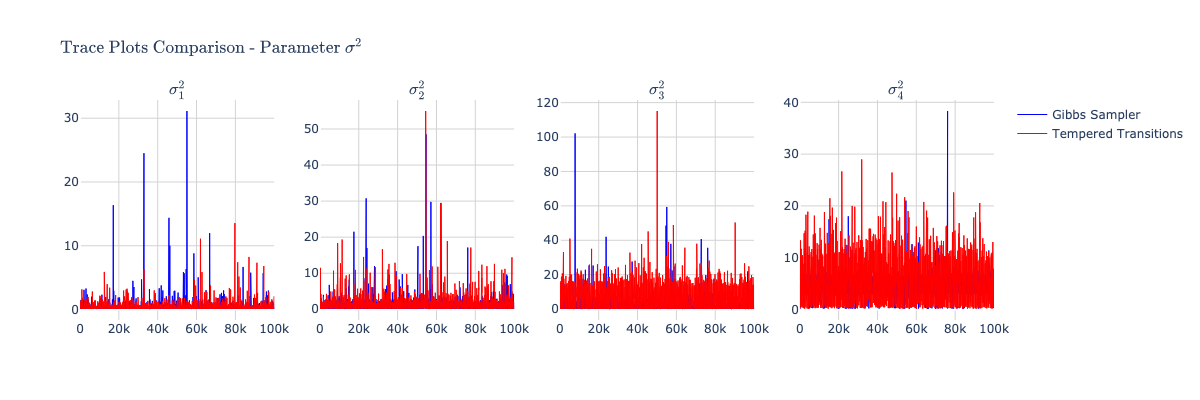 Trace Plots Comparison - Parameter σ²
σ₁² σ₂² σ₃² σ₄²
30
20
10
0
0 20k 40k 60k 80k 100k
50
40
30
20
10
0
0 20k 40k 60k 80k 100k
120
100
80
60
40
20
0
0 20k 40k 60k 80k 100k
40
30
20
10
0
0 20k 40k 60k 80k 100k
Gibbs Sampler
Tempered Transitions